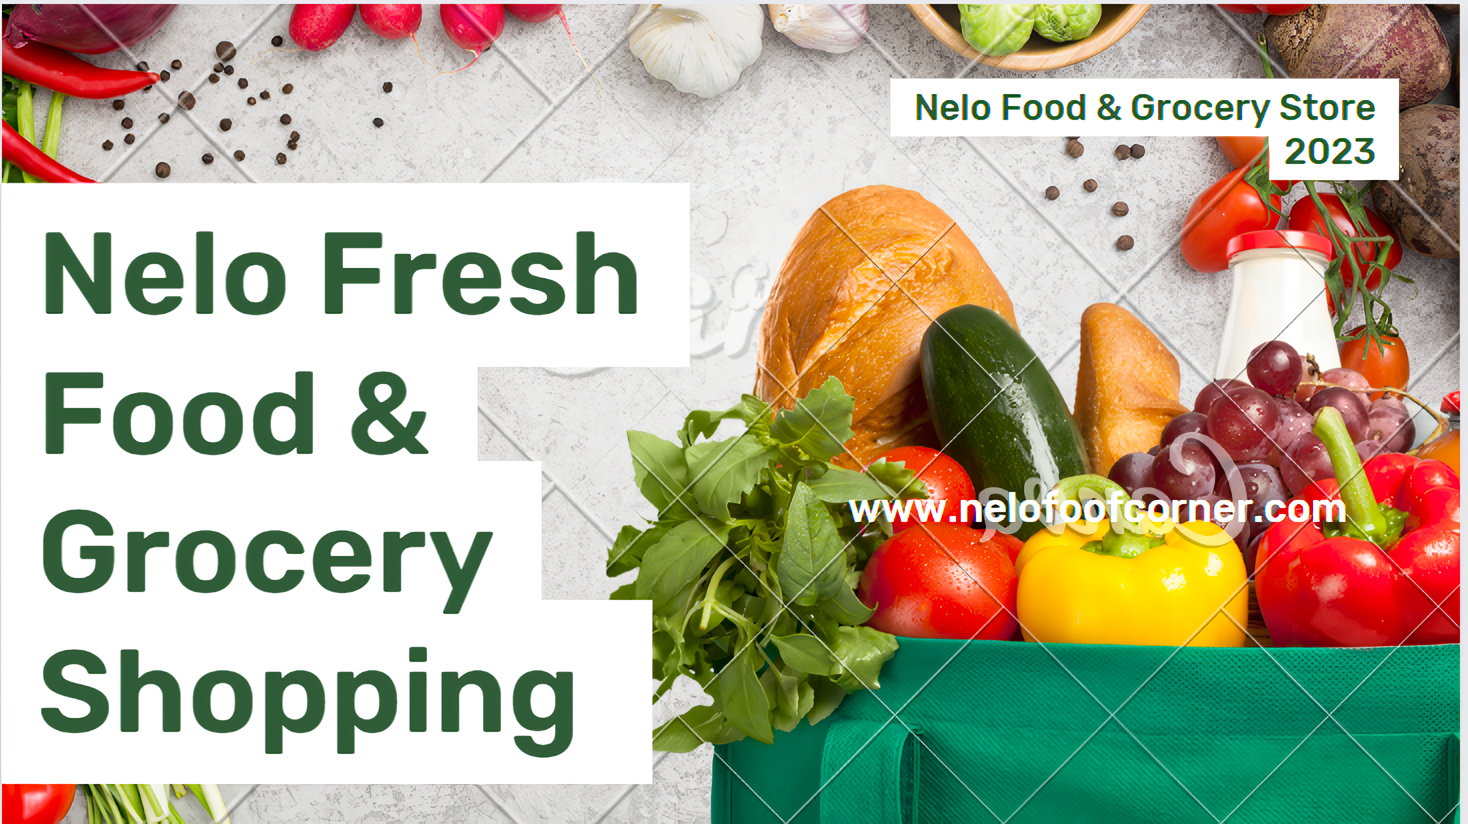 Nelo Food & Grocery Store
2023
Nelo Fresh
Food &
Grocery
Shopping
www.nelofoofcorner.com